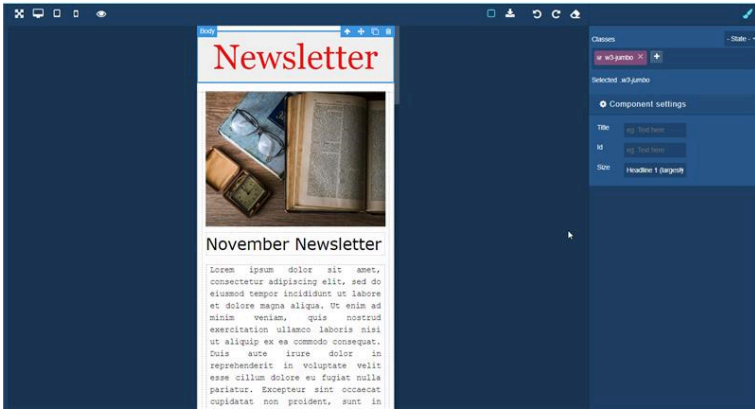 Body
Newsletter
November Newsletter
Lorem ipsum dolor sit amet,
consectetur adipiscing elit, sed do
eiusmod tempor incididunt ut labore
et dolore magna aliqua. Ut enim ad
minim veniam, quis nostrud
exercitation ullamco laboris nisi
ut aliquip ex ea commodo consequat.
Duis aute irure dolor in
reprehenderit in voluptate velit
esse cillum dolore eu fugiat nulla
pariatur. Excepteur sint occaecat
cupidatat non proident, sunt in
Classes
- State -
w3-jumbo
Selected .w3-jumbo
Component settings
Title
eg. Text here
Id
eg. Text here
Size
Headline 1 (largest)